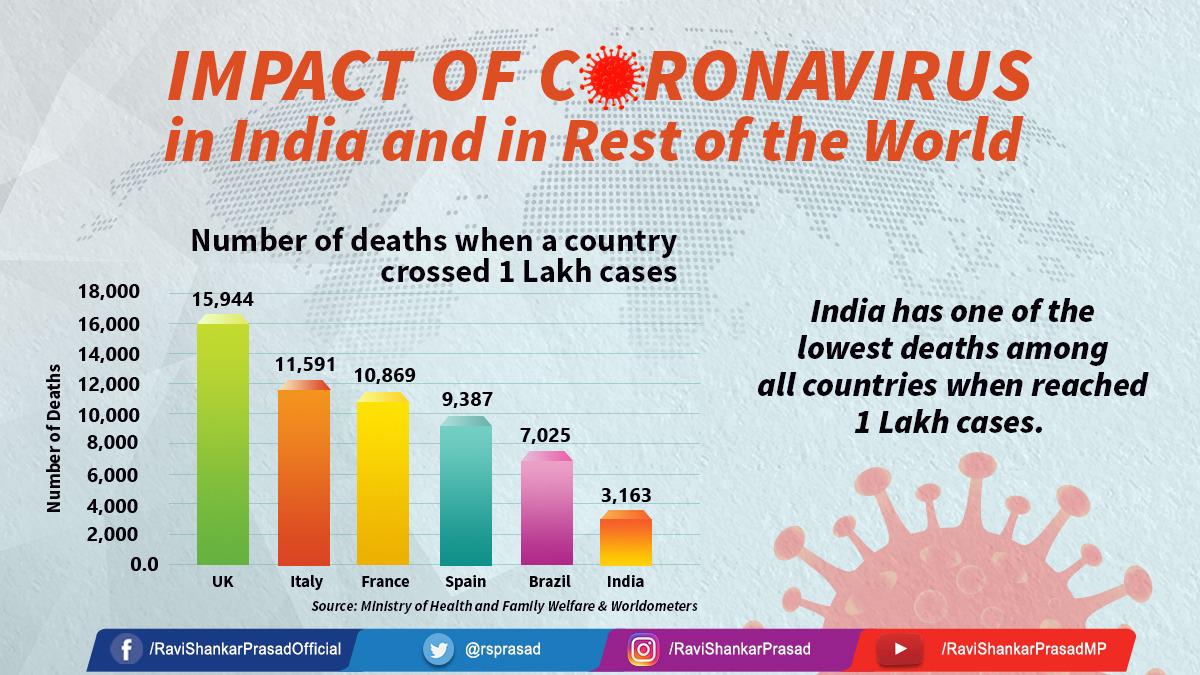 IMPACT OF CORONAVIRUS
in India and in Rest of the World
Number of deaths when a country
crossed 1 Lakh cases
Number of Deaths
18,000
16,000
14,000
12,000
10,000
8,000
6,000
4,000
2,000
0.0
15,944
11,591
10,869
9,387
7,025
3,163
UK Italy France Spain Brazil India
Source: Ministry of Health and Family Welfare & Worldometers
India has one of the
lowest deaths among
all countries when reached
1 Lakh cases.
/RaviShankarPrasadOfficial @rsprasad /RaviShankarPrasad /RaviShankarPrasadMP